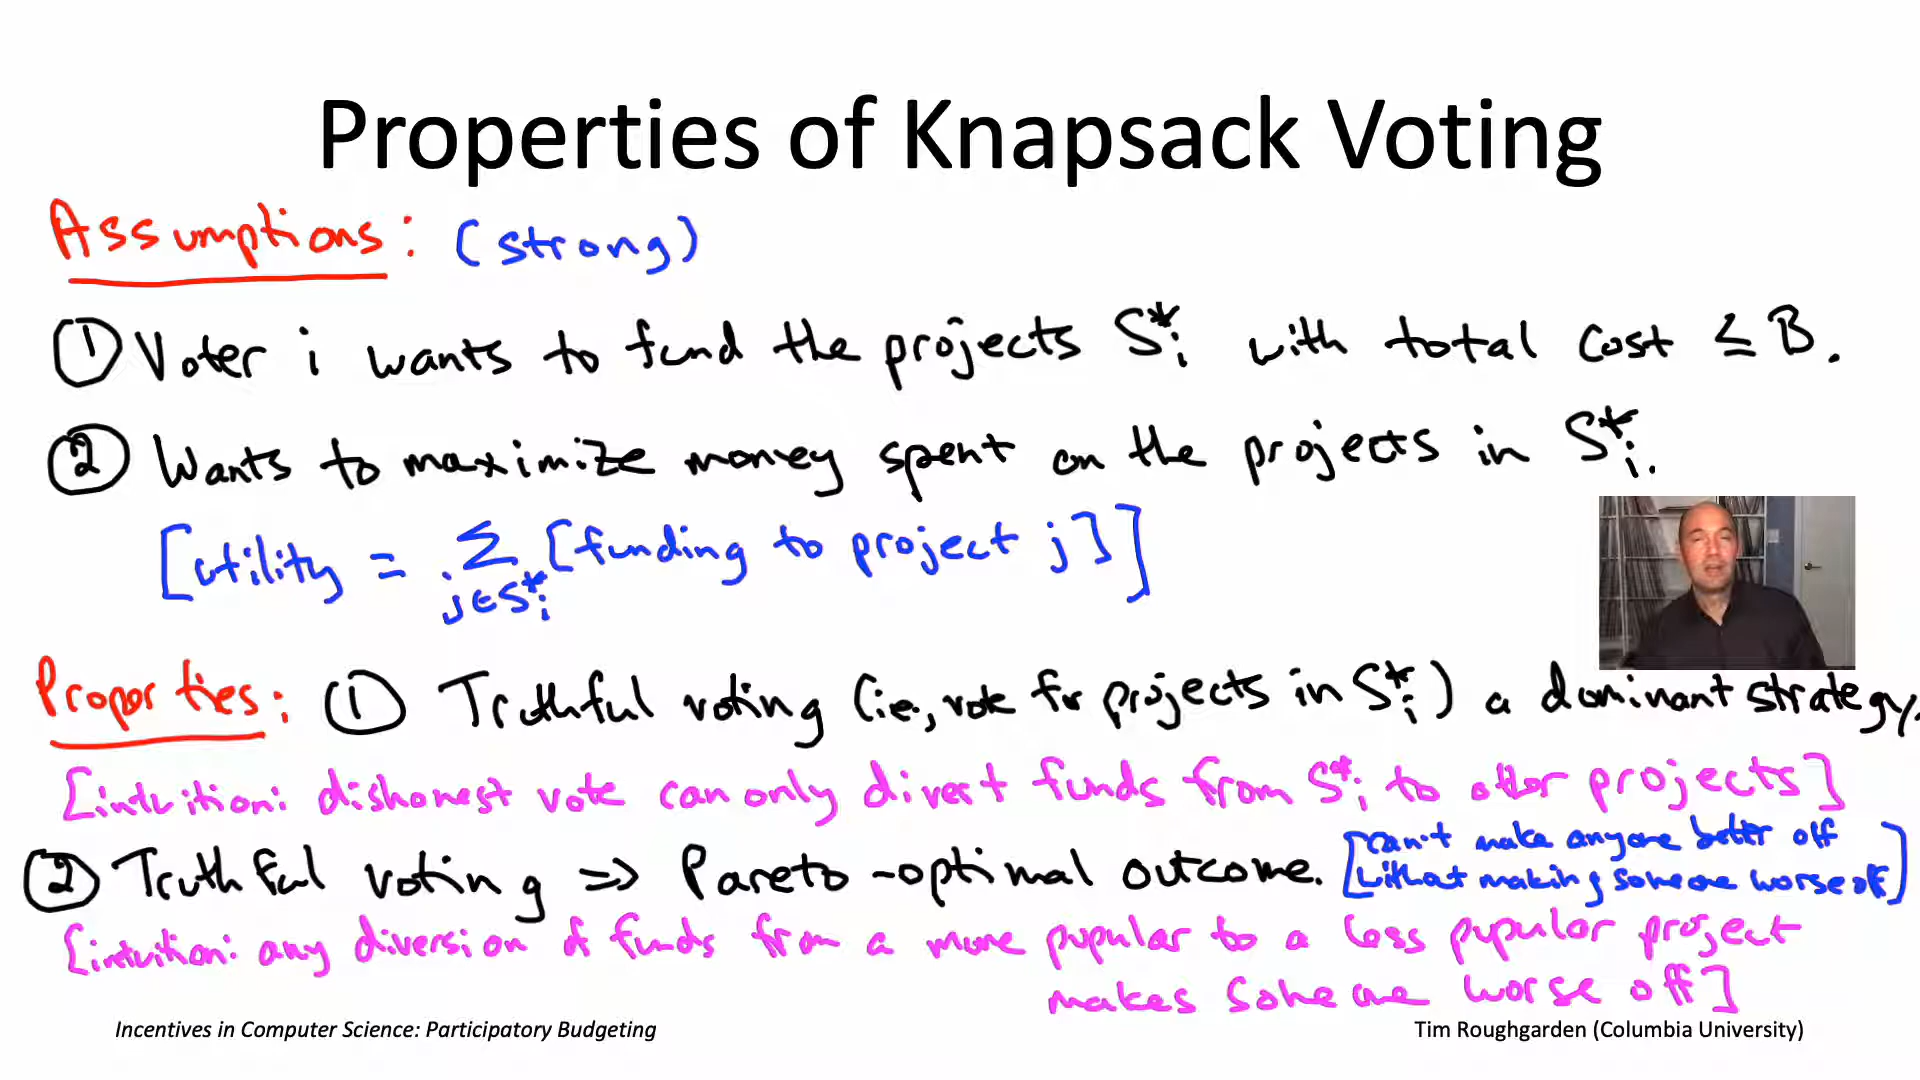 Properties of Knapsack Voting
Assumptions: (strong)
① Voter i wants to fund the projects S*i with total cost ≤ B.
② Wants to maximize money spent on the projects in S*i.
[utility = Σ j∈S*i [funding to project j]]
Properties: ① Truthful voting (i.e., vote for projects in S*i) a dominant strategy.
[intuition: dishonest vote can only divert funds from S*i to other projects]
② Truthful voting => Pareto-optimal outcome. [can't make anyone better off
without making someone worse off]
[intuition: any diversion of funds from a more popular to a less popular project
makes someone worse off]
Incentives in Computer Science: Participatory Budgeting
Tim Roughgarden (Columbia University)